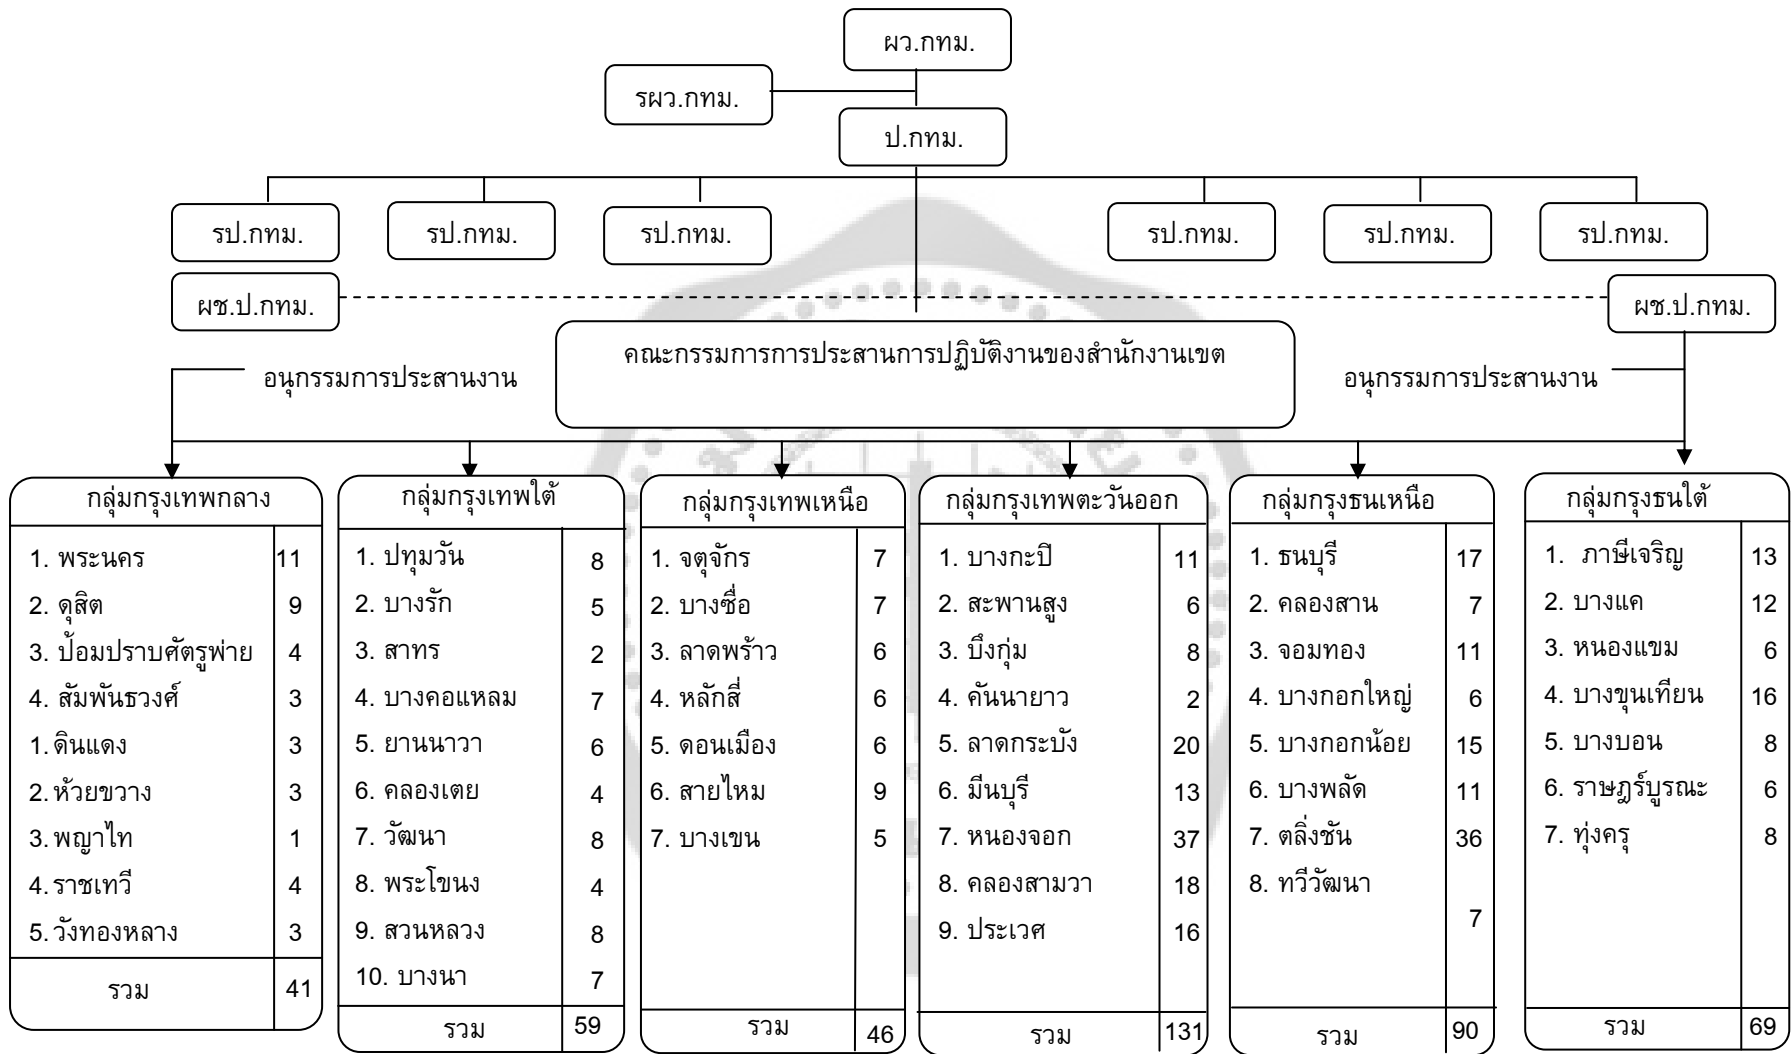 ผว.กทม.
รผว.กทม.
ป.กทม.
รป.กทม. รป.กทม. รป.กทม. รป.กทม. รป.กทม. รป.กทม.
ผช.ป.กทม. ผช.ป.กทม.
คณะกรรมการการประสานการปฏิบัติงานของสำนักงานเขต
อนุกรรมการประสานงาน อนุกรรมการประสานงาน
กลุ่มกรุงเทพกลาง
1. พระนคร 11
2. ดุสิต 9
3. ป้อมปราบศัตรูพ่าย 4
4. สัมพันธวงศ์ 3
1. ดินแดง 3
2. ห้วยขวาง 3
3. พญาไท 1
4. ราชเทวี 4
5. วังทองหลาง 3
รวม 41
กลุ่มกรุงเทพใต้
1. ปทุมวัน 8
2. บางรัก 5
3. สาทร 2
4. บางคอแหลม 7
5. ยานนาวา 6
6. คลองเตย 4
7. วัฒนา 8
8. พระโขนง 4
9. สวนหลวง 8
10. บางนา 7
รวม 59
กลุ่มกรุงเทพเหนือ
1. จตุจักร 7
2. บางซื่อ 7
3. ลาดพร้าว 6
4. หลักสี่ 6
5. ดอนเมือง 6
6. สายไหม 9
7. บางเขน 5
รวม 46
กลุ่มกรุงเทพตะวันออก
1. บางกะปิ 11
2. สะพานสูง 6
3. บึงกุ่ม 8
4. คันนายาว 2
5. ลาดกระบัง 20
6. มีนบุรี 13
7. หนองจอก 37
8. คลองสามวา 18
9. ประเวศ 16
รวม 131
กลุ่มกรุงธนเหนือ
1. ธนบุรี 17
2. คลองสาน 7
3. จอมทอง 11
4. บางกอกใหญ่ 6
5. บางกอกน้อย 15
6. บางพลัด 11
7. ตลิ่งชัน 36
8. ทวีวัฒนา
7
รวม 90
กลุ่มกรุงธนใต้
1. ภาษีเจริญ 13
2. บางแค 12
3. หนองแขม 6
4. บางขุนเทียน 16
5. บางบอน 8
6. ราษฎร์บูรณะ 6
7. ทุ่งครุ 8
รวม 69